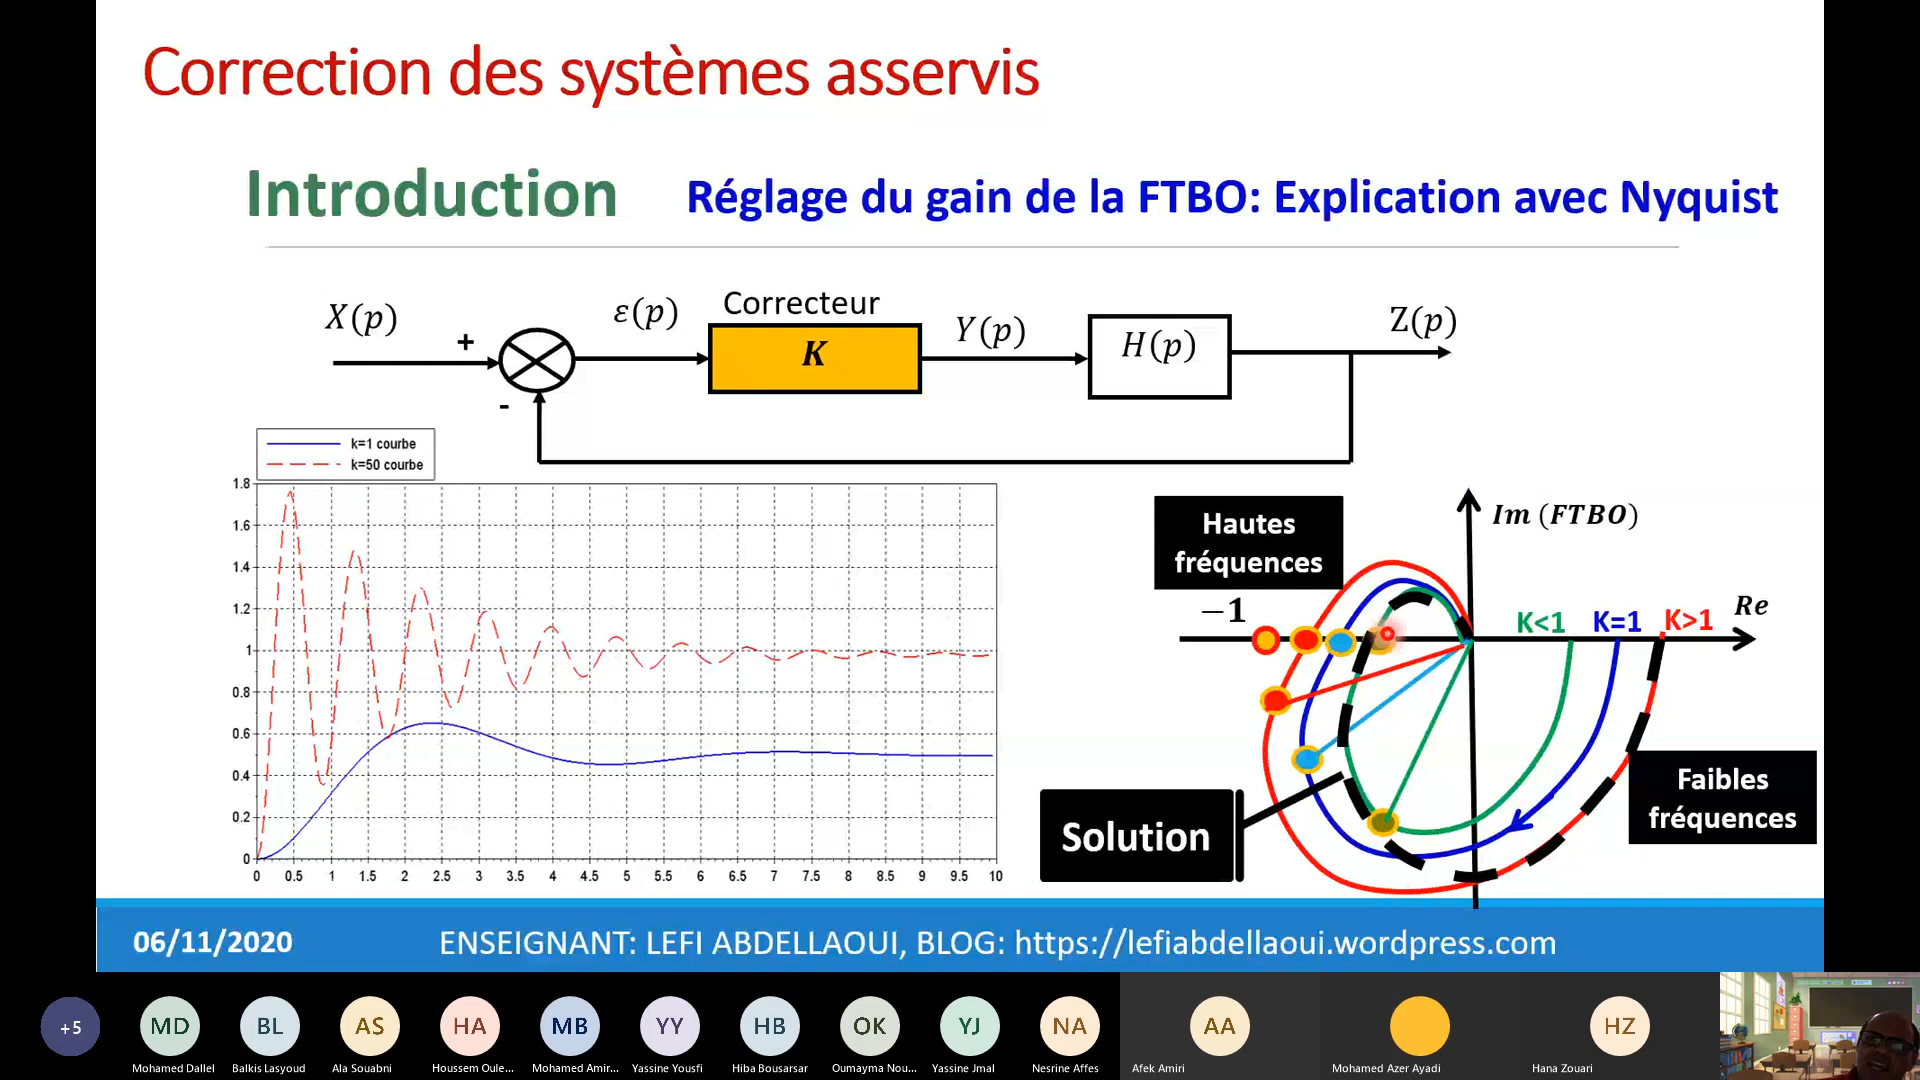 Correction des systèmes asservis
Introduction
Réglage du gain de la FTBO: Explication avec Nyquist
X(p)
+
-
ε(p)
Correcteur
K
Y(p)
H(p)
Z(p)
k=1 courbe
k=50 courbe
1.8
1.6
1.4
1.2
1
0.8
0.6
0.4
0.2
0
0 0.5 1 1.5 2 2.5 3 3.5 4 4.5 5 5.5 6 6.5 7 7.5 8 8.5 9 9.5 10
Hautes
fréquences
Im (FTBO)
−1
K<1 K=1 K>1
Re
Solution
Faibles
fréquences
06/11/2020
ENSEIGNANT: LEFI ABDELLAOUI, BLOG: https://lefiabdellaoui.wordpress.com
+5
MD
BL
AS
HA
MB
YY
HB
OK
YJ
NA
AA
HZ
Mohamed Dallel
Balkis Lasyoud
Ala Souabni
Houssem Oule...
Mohamed Amir...
Yassine Yousfi
Hiba Bousarsar
Oumayma Nou...
Yassine Jmal
Nesrine Affes
Afek Amiri
Mohamed Azer Ayadi
Hana Zouari